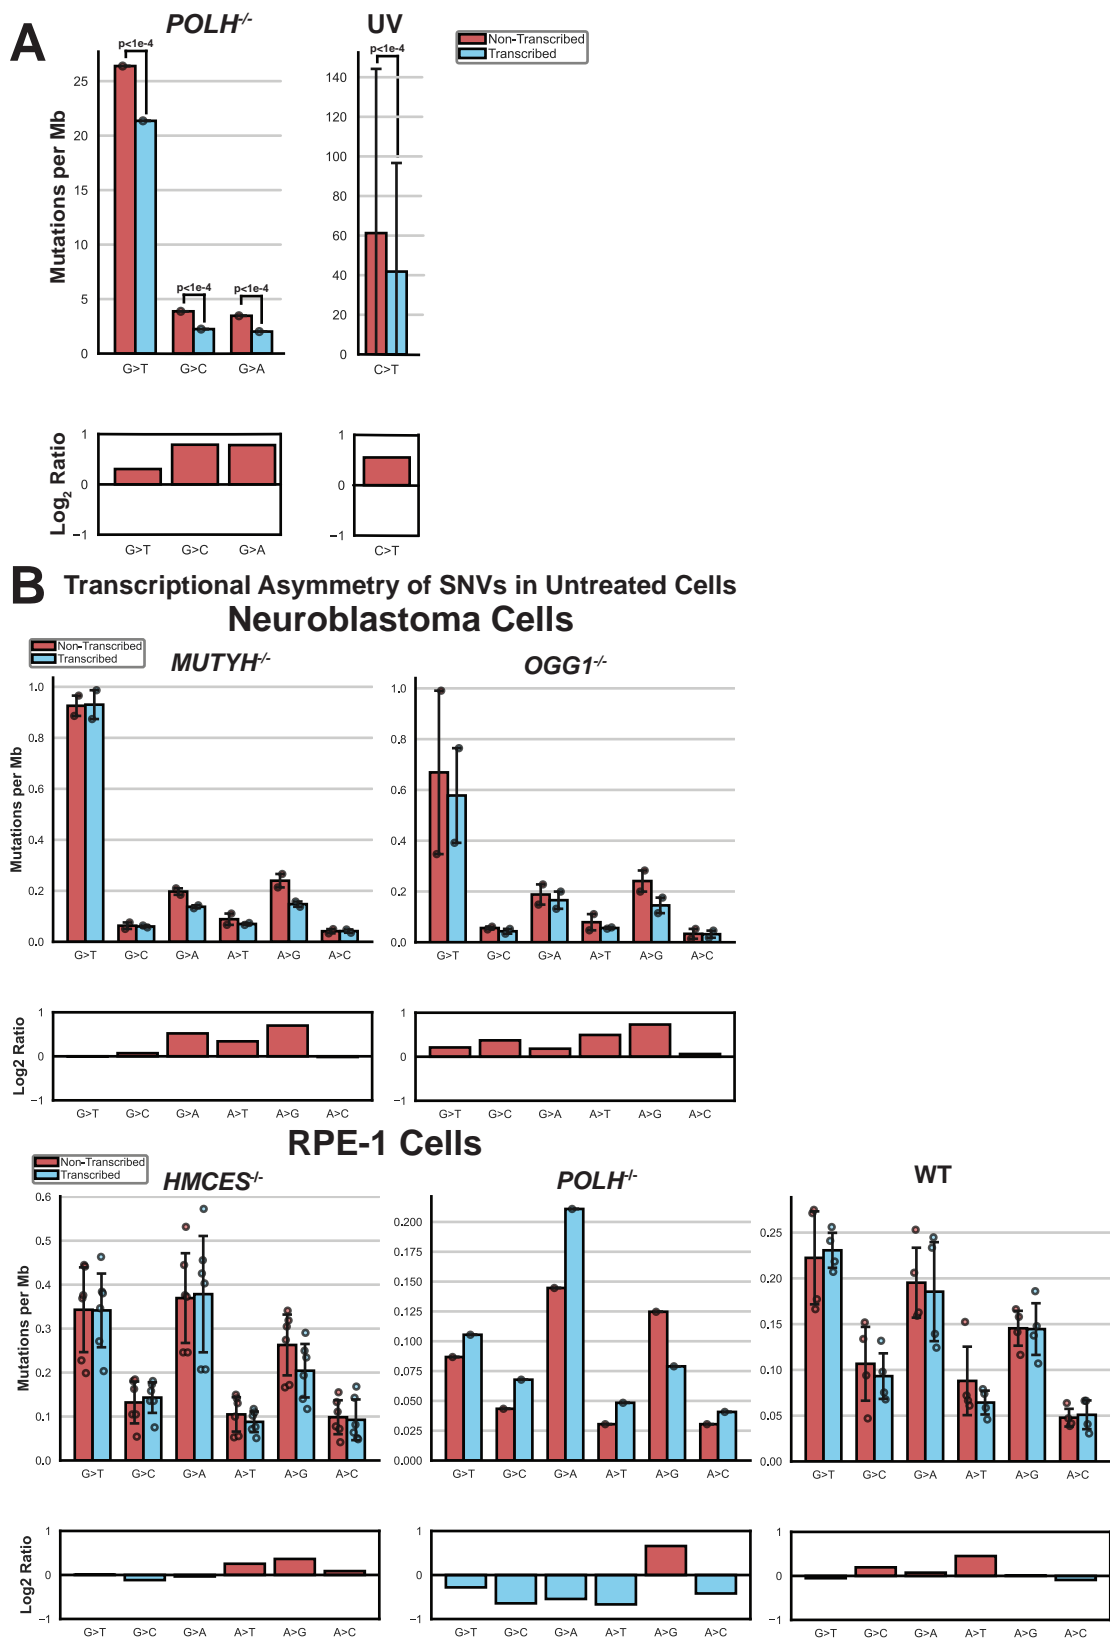 A
POLH-/-
UV
Non-Transcribed
Transcribed
Mutations per Mb
p<1e-4
p<1e-4
p<1e-4
p<1e-4
25
20
15
10
5
0
G>T G>C G>A
140
120
100
80
60
40
20
0
C>T
Log2 Ratio
1
0
−1
G>T G>C G>A
1
0
−1
C>T
B
Transcriptional Asymmetry of SNVs in Untreated Cells
Neuroblastoma Cells
Non-Transcribed
Transcribed
MUTYH-/-
OGG1-/-
Mutations per Mb
1.0
0.8
0.6
0.4
0.2
0.0
G>T G>C G>A A>T A>G A>C
1.0
0.8
0.6
0.4
0.2
0.0
G>T G>C G>A A>T A>G A>C
Log2 Ratio
1
0
−1
G>T G>C G>A A>T A>G A>C
1
0
−1
G>T G>C G>A A>T A>G A>C
RPE-1 Cells
Non-Transcribed
Transcribed
HMCES-/-
POLH-/-
WT
Mutations per Mb
0.6
0.5
0.4
0.3
0.2
0.1
0.0
G>T G>C G>A A>T A>G A>C
0.200
0.175
0.150
0.125
0.100
0.075
0.050
0.025
0.000
G>T G>C G>A A>T A>G A>C
0.25
0.20
0.15
0.10
0.05
0.00
G>T G>C G>A A>T A>G A>C
Log2 Ratio
1
0
−1
G>T G>C G>A A>T A>G A>C
1
0
−1
G>T G>C G>A A>T A>G A>C
1
0
−1
G>T G>C G>A A>T A>G A>C